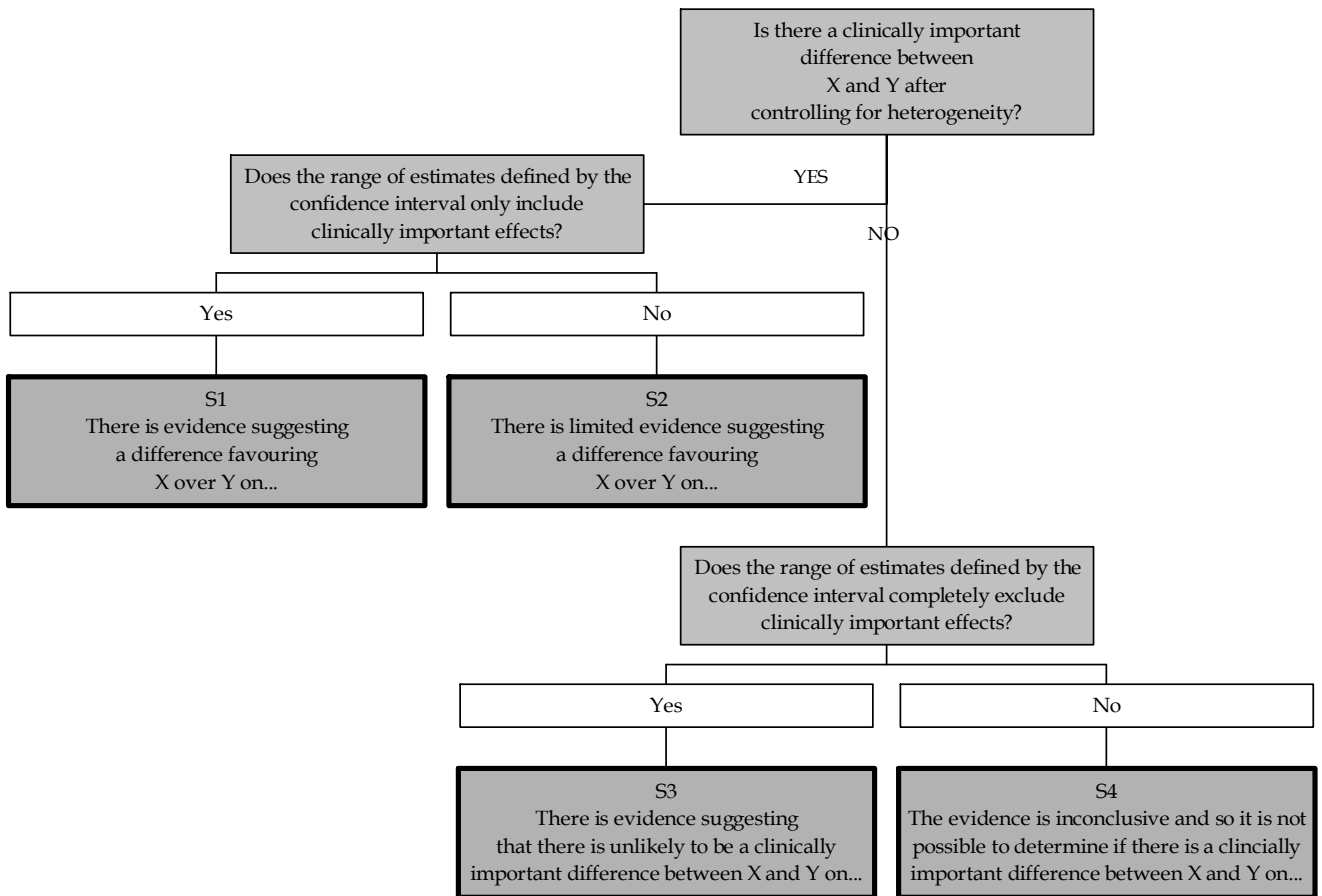 Is there a clinically important
difference between
X and Y after
controlling for heterogeneity?
YES
Does the range of estimates defined by the
confidence interval only include
clinically important effects?
NO
Yes
No
S1
There is evidence suggesting
a difference favouring
X over Y on...
S2
There is limited evidence suggesting
a difference favouring
X over Y on...
Does the range of estimates defined by the
confidence interval completely exclude
clinically important effects?
Yes
No
S3
There is evidence suggesting
that there is unlikely to be a clinically
important difference between X and Y on...
S4
The evidence is inconclusive and so it is not
possible to determine if there is a clincially
important difference between X and Y on...